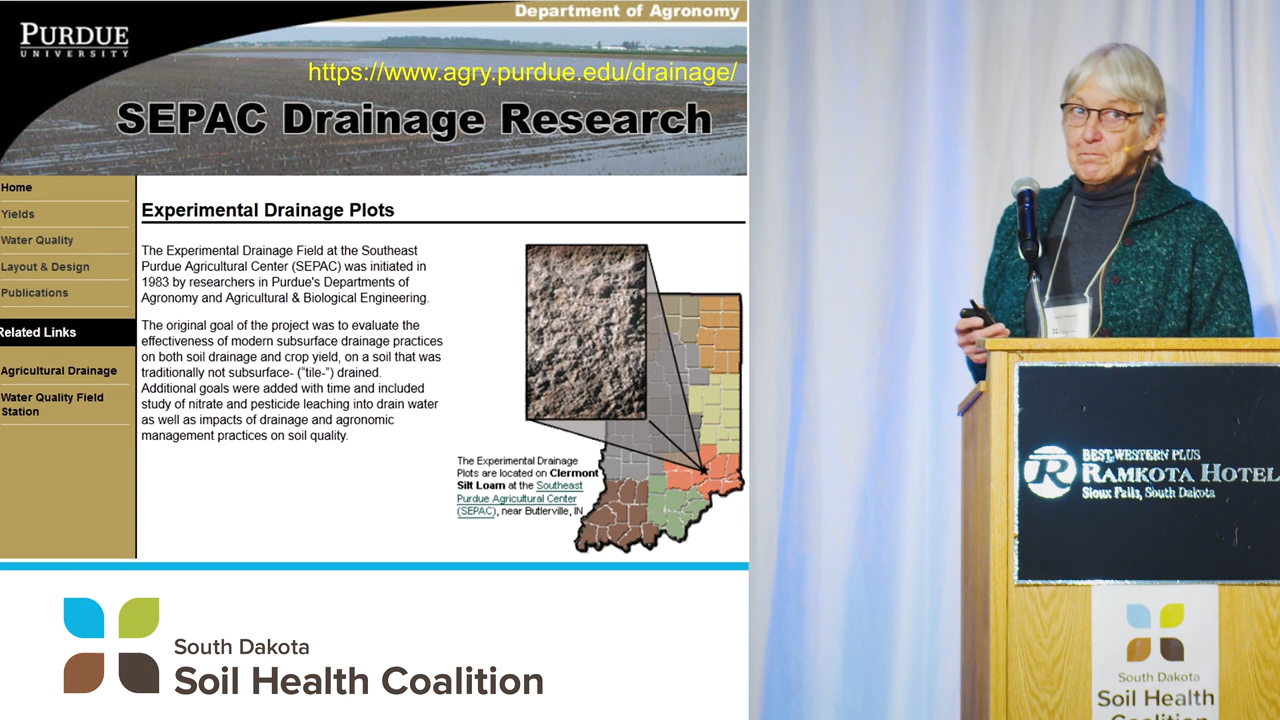 Department of Agronomy
PURDUE
UNIVERSITY
https://www.agry.purdue.edu/drainage/
SEPAC Drainage Research
Home
Yields
Water Quality
Layout & Design
Publications
Related Links
Agricultural Drainage
Water Quality Field
Station
Experimental Drainage Plots
The Experimental Drainage Field at the Southeast
Purdue Agricultural Center (SEPAC) was initiated in
1983 by researchers in Purdue's Departments of
Agronomy and Agricultural & Biological Engineering.
The original goal of the project was to evaluate the
effectiveness of modern subsurface drainage practices
on both soil drainage and crop yield, on a soil that was
traditionally not subsurface- ("tile-") drained.
Additional goals were added with time and included
study of nitrate and pesticide leaching into drain water
as well as impacts of drainage and agronomic
management practices on soil quality.
The Experimental Drainage
Plots are located on Clermont
Silt Loam at the Southeast
Purdue Agricultural Center
(SEPAC), near Butlerville, IN
South Dakota
Soil Health Coalition
R
BEST WESTERN PLUS
RAMKOTA HOTEL
Sioux Falls, South Dakota
South Dakota
Soil Health
Coalition